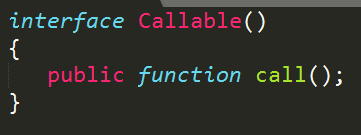 interface Callable()
{
public function call();
}